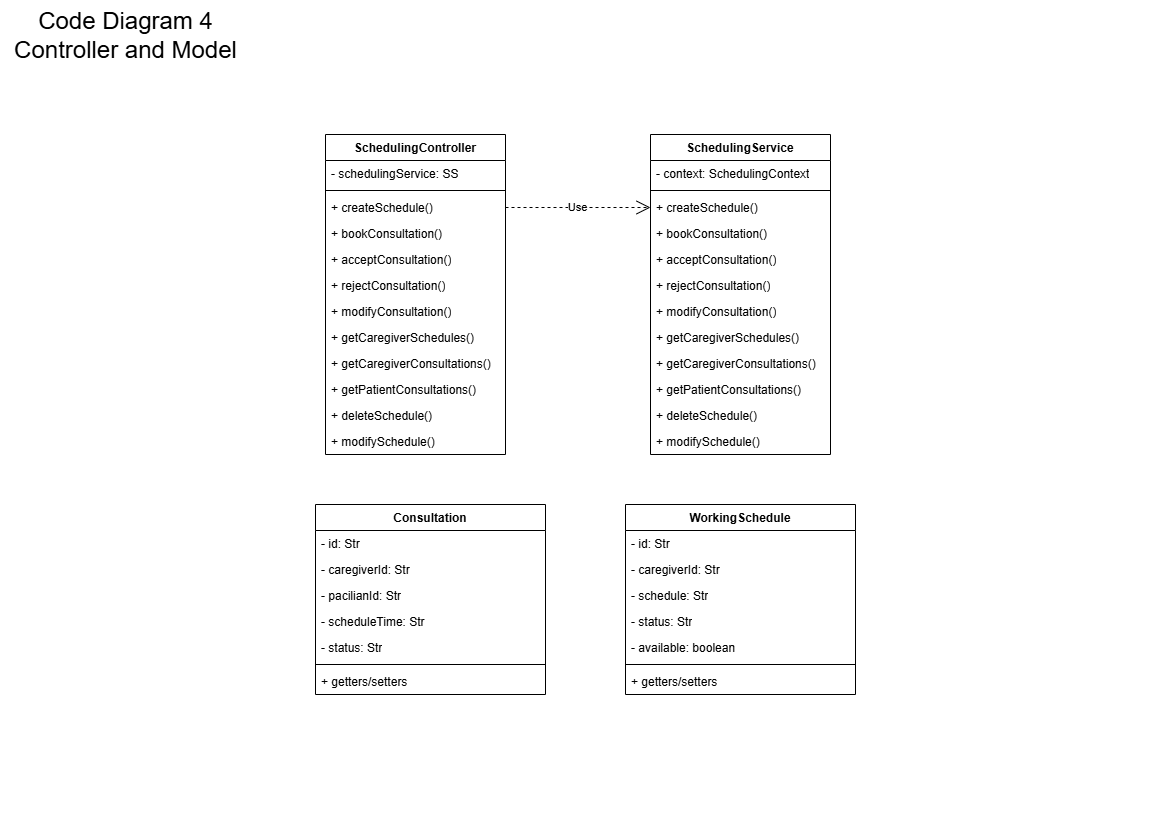 Code Diagram 4
Controller and Model
SchedulingController
- schedulingService: SS
+ createSchedule()
+ bookConsultation()
+ acceptConsultation()
+ rejectConsultation()
+ modifyConsultation()
+ getCaregiverSchedules()
+ getCaregiverConsultations()
+ getPatientConsultations()
+ deleteSchedule()
+ modifySchedule()
Use
SchedulingService
- context: SchedulingContext
+ createSchedule()
+ bookConsultation()
+ acceptConsultation()
+ rejectConsultation()
+ modifyConsultation()
+ getCaregiverSchedules()
+ getCaregiverConsultations()
+ getPatientConsultations()
+ deleteSchedule()
+ modifySchedule()
Consultation
- id: Str
- caregiverId: Str
- pacilianId: Str
- scheduleTime: Str
- status: Str
+ getters/setters
WorkingSchedule
- id: Str
- caregiverId: Str
- schedule: Str
- status: Str
- available: boolean
+ getters/setters